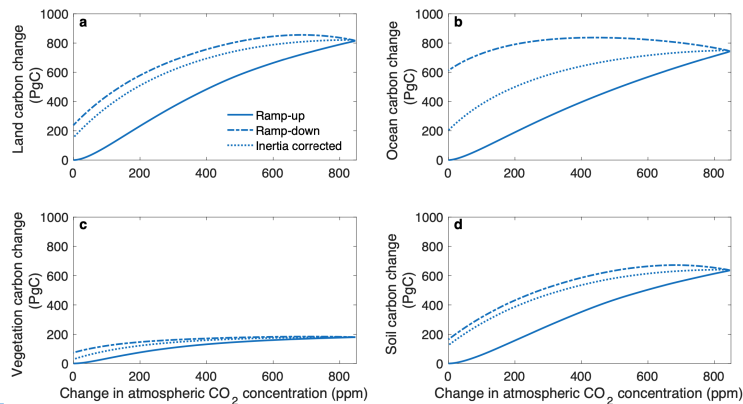 a
1000
800
600
400
200
0
Land carbon change
(PgC)
Ramp-up
Ramp-down
Inertia corrected
0 200 400 600 800
b
1000
800
600
400
200
0
Ocean carbon change
(PgC)
0 200 400 600 800
c
1000
800
600
400
200
0
Vegetation carbon change
(PgC)
0 200 400 600 800
Change in atmospheric CO2 concentration (ppm)
d
1000
800
600
400
200
0
Soil carbon change
(PgC)
0 200 400 600 800
Change in atmospheric CO2 concentration (ppm)